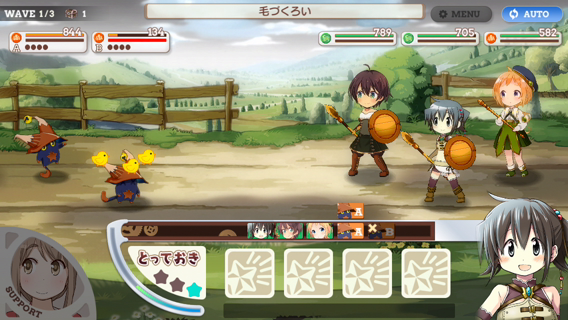 WAVE 1/3 1
毛づくろい
MENU
AUTO
A 844
B 134
789
705
582
A
A
B
とっておき
SUPPORT